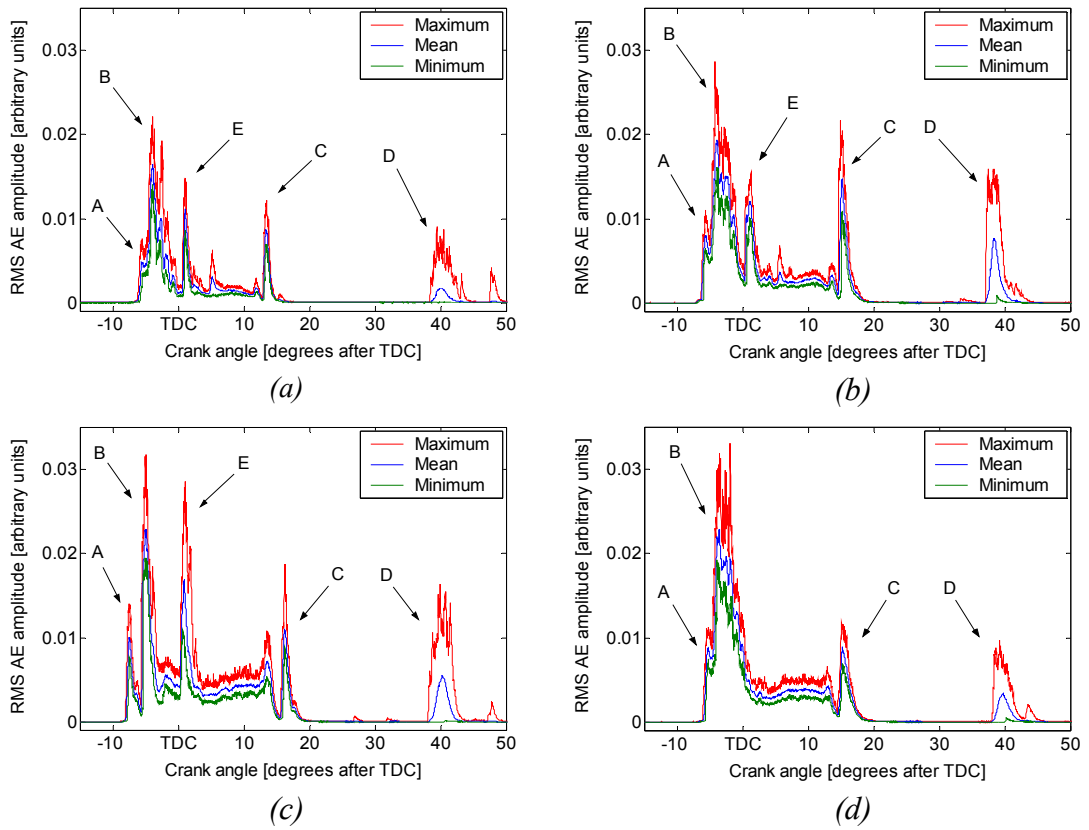 RMS AE amplitude [arbitrary units]
0.03
0.02
0.01
0
A
B
E
C
D
Maximum
Mean
Minimum
-10 TDC 10 20 30 40 50
Crank angle [degrees after TDC]
(a)
RMS AE amplitude [arbitrary units]
0.03
0.02
0.01
0
A
B
E
C
D
Maximum
Mean
Minimum
-10 TDC 10 20 30 40 50
Crank angle [degrees after TDC]
(b)
RMS AE amplitude [arbitrary units]
0.03
0.02
0.01
0
A
B
E
C
D
Maximum
Mean
Minimum
-10 TDC 10 20 30 40 50
Crank angle [degrees after TDC]
(c)
RMS AE amplitude [arbitrary units]
0.03
0.02
0.01
0
A
B
C
D
Maximum
Mean
Minimum
-10 TDC 10 20 30 40 50
Crank angle [degrees after TDC]
(d)